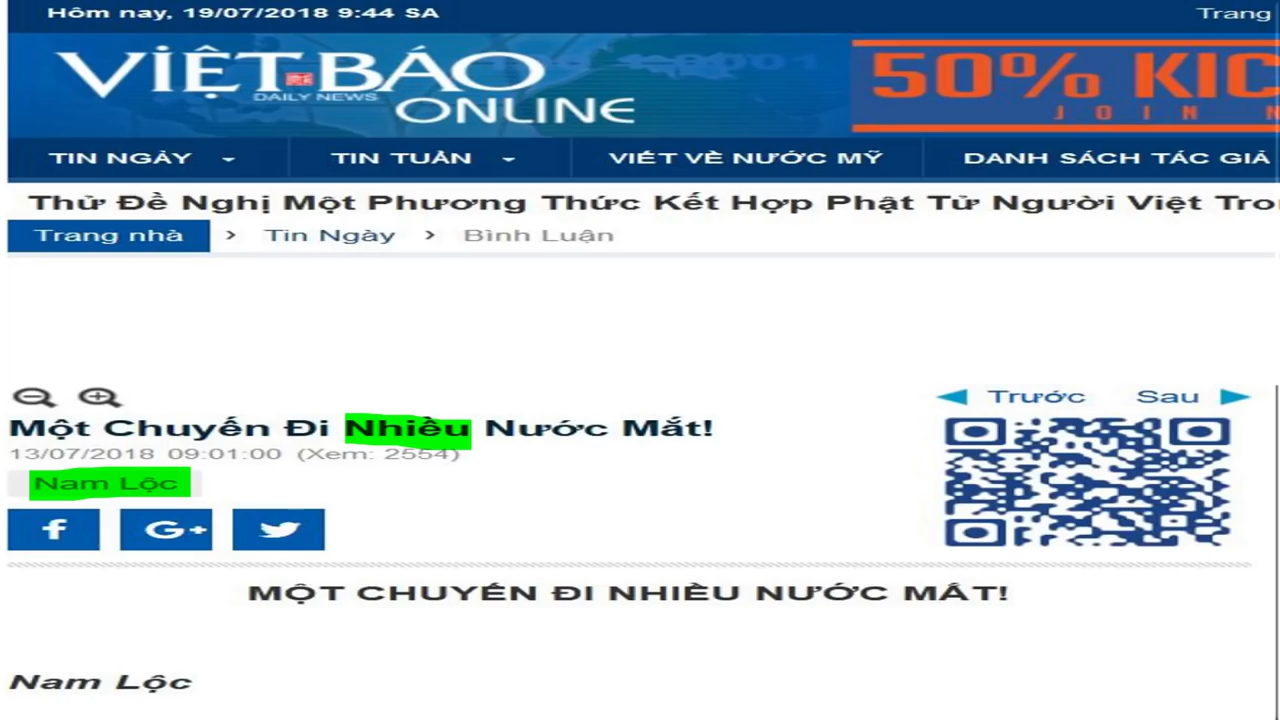 Hôm nay, 19/07/2018 9:44 SA
Trang
VIỆT BÁO
DAILY NEWS
ONLINE
50% KIC
JOIN N
TIN NGÀY
TIN TUẦN
VIẾT VỀ NƯỚC MỸ
DANH SÁCH TÁC GIẢ
Thử Đề Nghị Một Phương Thức Kết Hợp Phật Tử Người Việt Tro
Trang nhà › Tin Ngày › Bình Luận
Trước Sau
Một Chuyến Đi Nhiều Nước Mắt!
13/07/2018 09:01:00 (Xem: 2554)
Nam Lộc
f G+
MỘT CHUYẾN ĐI NHIỀU NƯỚC MẮT!
Nam Lộc